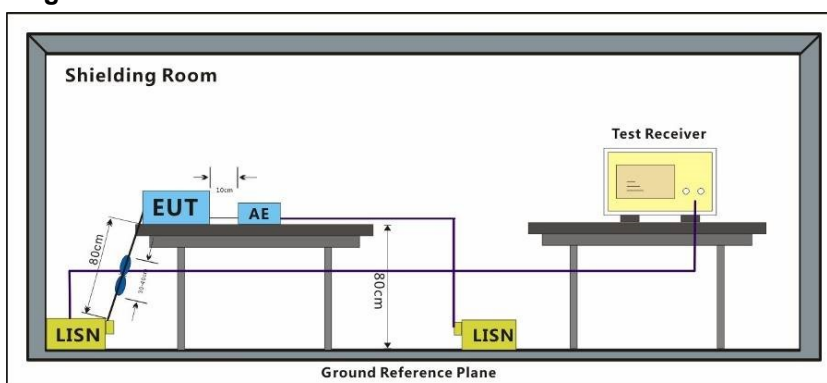 Shielding Room
Test Receiver
10cm
EUT
AE
80cm
80cm
LISN
LISN
Ground Reference Plane